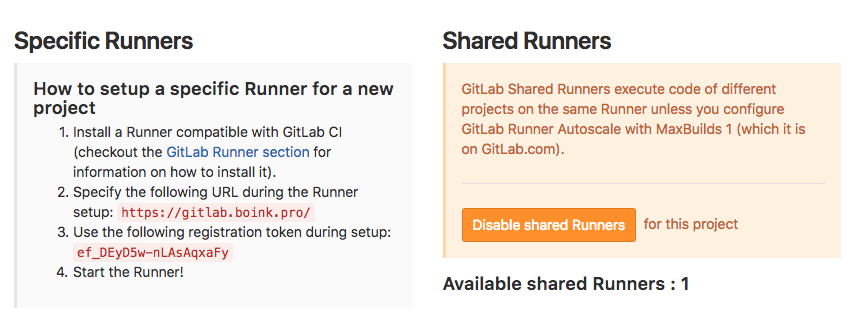 Specific Runners
How to setup a specific Runner for a new
project
1. Install a Runner compatible with GitLab CI
(checkout the GitLab Runner section for
information on how to install it).
2. Specify the following URL during the Runner
setup: https://gitlab.boink.pro/
3. Use the following registration token during setup:
ef_DEyD5w-nLAsAqxaFy
4. Start the Runner!
Shared Runners
GitLab Shared Runners execute code of different
projects on the same Runner unless you configure
GitLab Runner Autoscale with MaxBuilds 1 (which it is
on GitLab.com).
Disable shared Runners for this project
Available shared Runners : 1